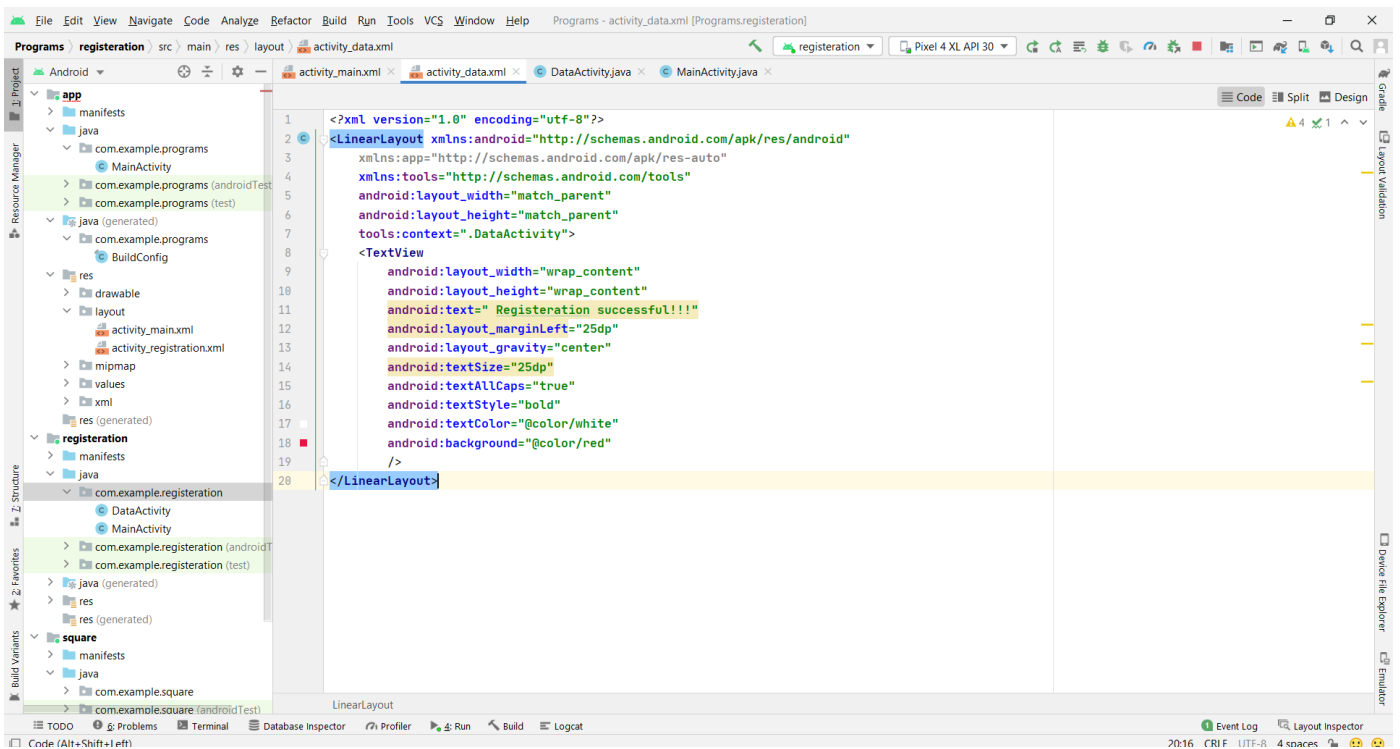 File Edit View Navigate Code Analyze Refactor Build Run Tools VCS Window Help Programs - activity_data.xml [Programs.registeration]
Programs registeration src main res layout activity_data.xml registeration Pixel 4 XL API 30
Android activity_main.xml activity_data.xml DataActivity.java MainActivity.java
Code Split Design
4 1
1: Project
Resource Manager
7: Structure
2: Favorites
Build Variants
app
manifests
java
com.example.programs
MainActivity
com.example.programs (androidTest
com.example.programs (test)
java (generated)
com.example.programs
BuildConfig
res
drawable
layout
activity_main.xml
activity_registration.xml
mipmap
values
xml
res (generated)
registeration
manifests
java
com.example.registeration
DataActivity
MainActivity
com.example.registeration (androidT
com.example.registeration (test)
java (generated)
res
res (generated)
square
manifests
java
com.example.square
com.example.square (androidTest)
1 <?xml version="1.0" encoding="utf-8"?>
2 <LinearLayout xmlns:android="http://schemas.android.com/apk/res/android"
3 xmlns:app="http://schemas.android.com/apk/res-auto"
4 xmlns:tools="http://schemas.android.com/tools"
5 android:layout_width="match_parent"
6 android:layout_height="match_parent"
7 tools:context=".DataActivity">
8 <TextView
9 android:layout_width="wrap_content"
10 android:layout_height="wrap_content"
11 android:text=" Registeration successful!!!"
12 android:layout_marginLeft="25dp"
13 android:layout_gravity="center"
14 android:textSize="25dp"
15 android:textAllCaps="true"
16 android:textStyle="bold"
17 android:textColor="@color/white"
18 android:background="@color/red"
19 />
20 </LinearLayout>
LinearLayout
Gradle
Layout Validation
Device File Explorer
Emulator
TODO 6: Problems Terminal Database Inspector Profiler 4: Run Build Logcat 1 Event Log Layout Inspector
Code (Alt+Shift+Left) 20:16 CRLF UTF-8 4 spaces